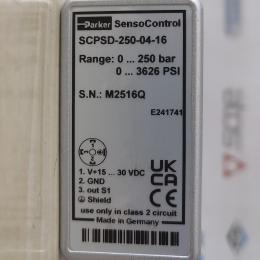 Parker SensoControl
SCPSD-250-04-16
Range: 0 ... 250 bar
0 ... 3626 PSI
S.N.: M2516Q
E241741
1. V+15 ... 30 VDC
2. GND
3. out S1
Shield
UK
CA
CE
use only in class 2 circuit
Made in Germany